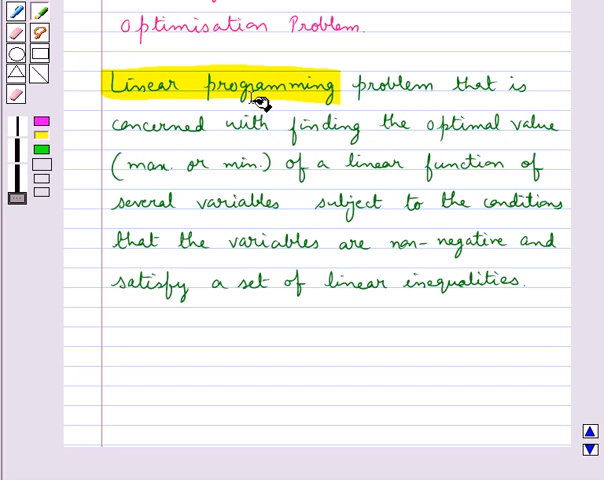 Optimisation Problem.
Linear programming problem that is
concerned with finding the optimal value
(max. or min.) of a linear function of
several variables subject to the conditions
that the variables are non-negative and
satisfy a set of linear inequalities.